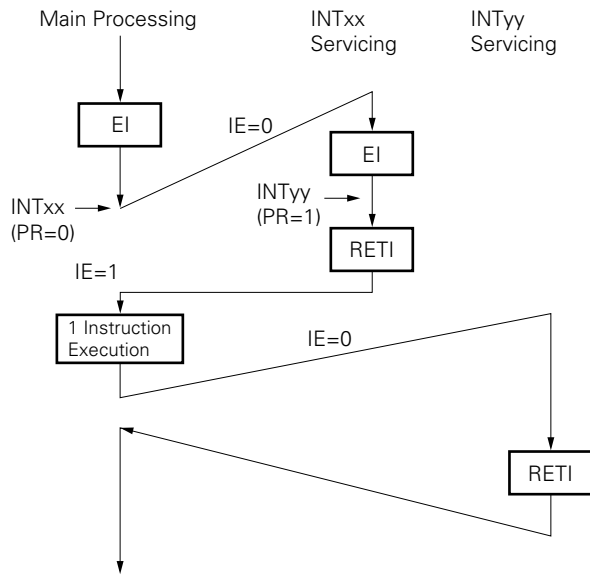 Main Processing
INTxx
Servicing
INTyy
Servicing
EI
IE=0
EI
INTxx
(PR=0)
INTyy
(PR=1)
RETI
IE=1
1 Instruction
Execution
IE=0
RETI